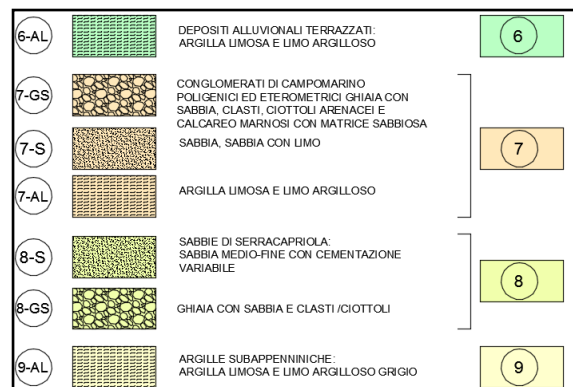 6-AL
DEPOSITI ALLUVIONALI TERRAZZATI:
ARGILLA LIMOSA E LIMO ARGILLOSO
6
7-GS
CONGLOMERATI DI CAMPOMARINO
POLIGENICI ED ETEROMETRICI GHIAIA CON
SABBIA, CLASTI, CIOTTOLI ARENACEI E
CALCAREO MARNOSI CON MATRICE SABBIOSA
7-S
SABBIA, SABBIA CON LIMO
7
7-AL
ARGILLA LIMOSA E LIMO ARGILLOSO
8-S
SABBIE DI SERRACAPRIOLA:
SABBIA MEDIO-FINE CON CEMENTAZIONE
VARIABILE
8
8-GS
GHIAIA CON SABBIA E CLASTI /CIOTTOLI
9-AL
ARGILLE SUBAPPENNINICHE:
ARGILLA LIMOSA E LIMO ARGILLOSO GRIGIO
9